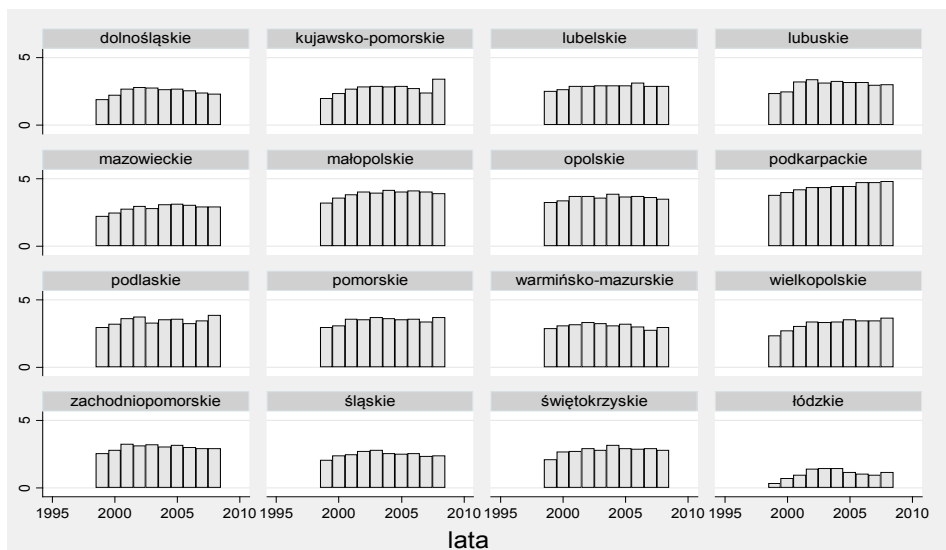 dolnośląskie kujawsko-pomorskie lubelskie lubuskie
5
0
mazowieckie małopolskie opolskie podkarpackie
5
0
podlaskie pomorskie warmińsko-mazurskie wielkopolskie
5
0
zachodniopomorskie śląskie świętokrzyskie łódzkie
5
0
1995 2000 2005 2010 1995 2000 2005 2010 1995 2000 2005 2010 1995 2000 2005 2010
lata